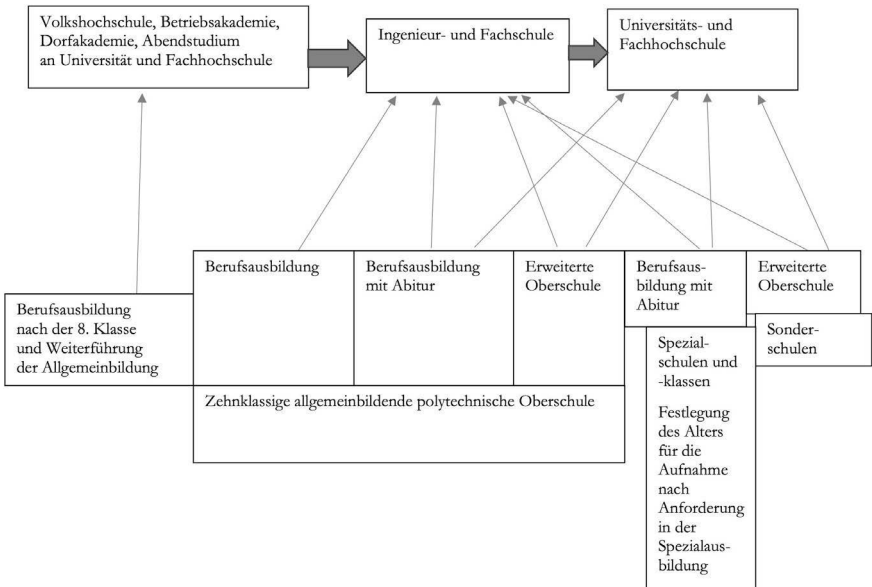 Volkshochschule, Betriebsakademie,
Dorfakademie, Abendstudium
an Universität und Fachhochschule
Ingenieur- und Fachschule
Universitäts- und
Fachhochschule
Berufsausbildung
nach der 8. Klasse
und Weiterführung
der Allgemeinbildung
Berufsausbildung
Berufsausbildung
mit Abitur
Erweiterte
Oberschule
Berufsaus-
bildung mit
Abitur
Erweiterte
Oberschule
Zehnklassige allgemeinbildende polytechnische Oberschule
Spezial-
schulen und
-klassen
Festlegung
des Alters
für die
Aufnahme
nach
Anforderung
in der
Spezialaus-
bildung
Sonder-
schulen